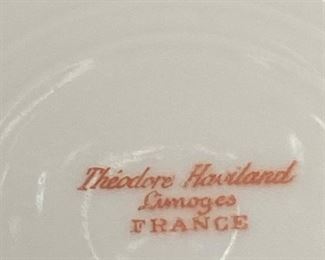 Théodore Haviland
Limoges
FRANCE